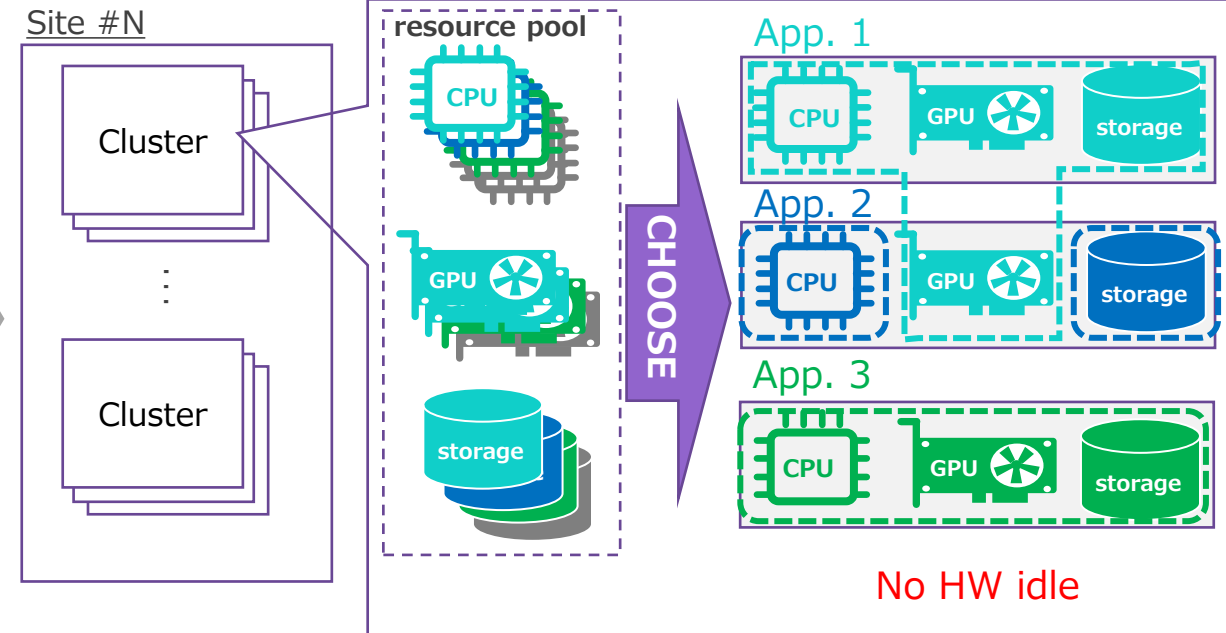 Site #N
Cluster
⋮
Cluster
resource pool
CPU
GPU
storage
CHOOSE
App. 1
CPU
GPU
storage
App. 2
CPU
GPU
storage
App. 3
CPU
GPU
storage
No HW idle